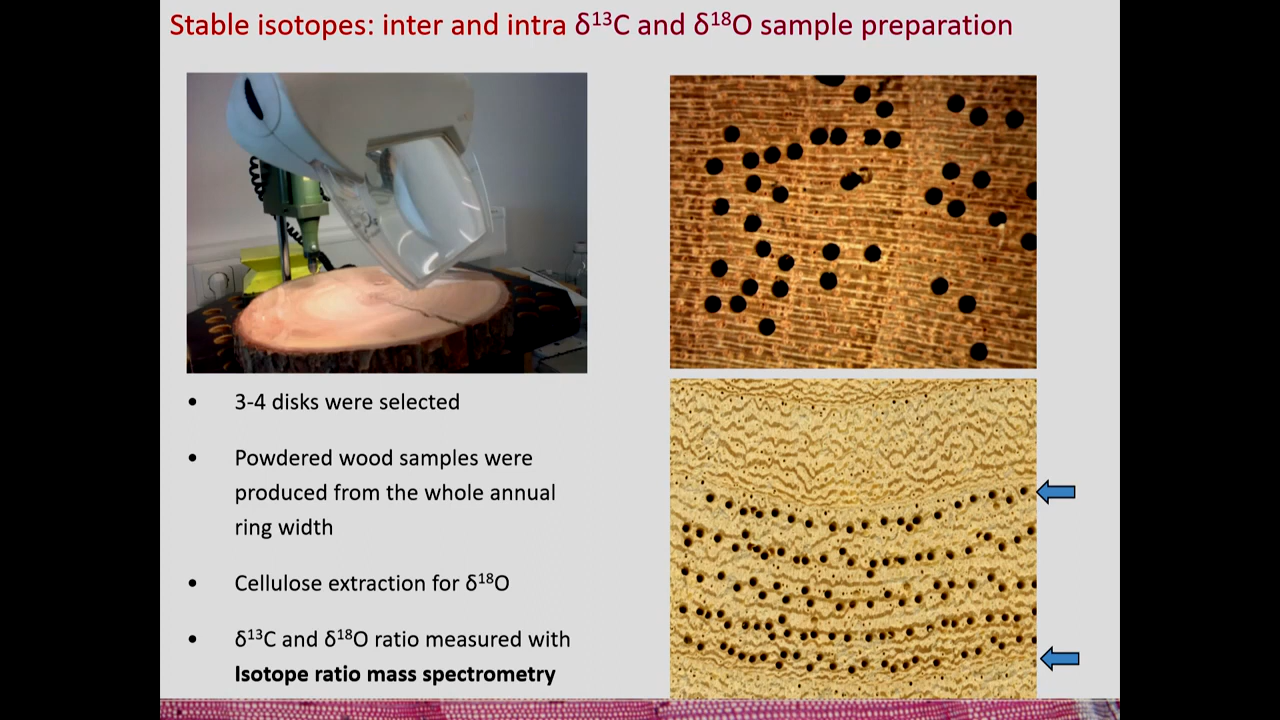 Stable isotopes: inter and intra δ¹³C and δ¹⁸O sample preparation
• 3-4 disks were selected
• Powdered wood samples were
produced from the whole annual
ring width
• Cellulose extraction for δ¹⁸O
• δ¹³C and δ¹⁸O ratio measured with
Isotope ratio mass spectrometry